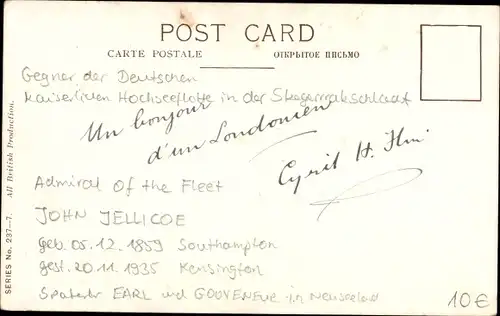 POST CARD
CARTE POSTALE ОТКРЫТОЕ ПИСЬМО
Gegner der Deutschen
Kaiserlichen Hochseeflotte in der Skagerrakschlacht
Un bonjour
d'un Londonien
Cyril H.
Admiral of the Fleet
JOHN JELLICOE
geb. 05.12.1859 Southampton
gest. 20.11.1935 Kensington
Später EARL und in Neuseeland
10€
SERIES No. 237—7. All British Production.